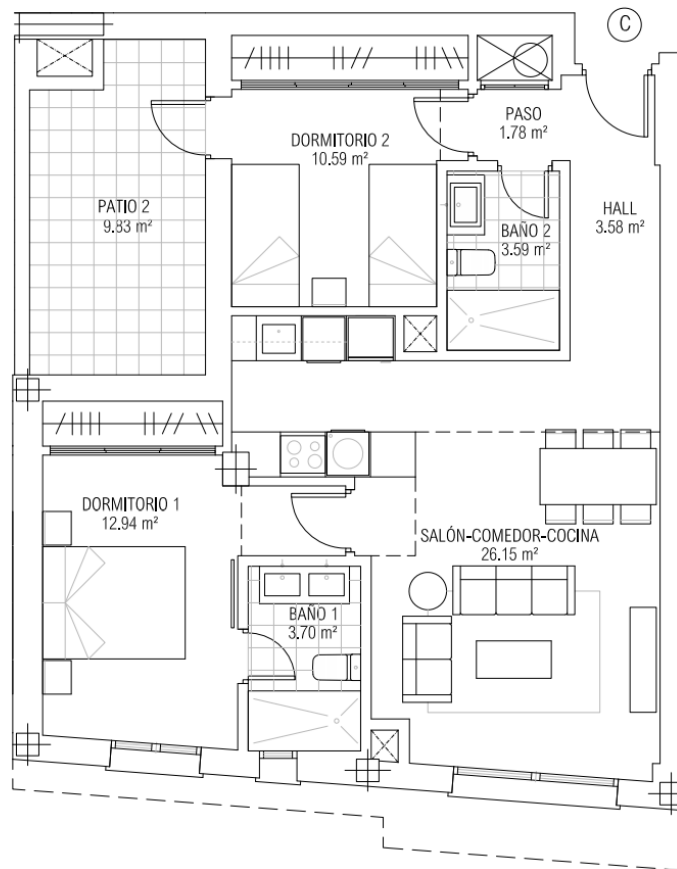 C
PASO
1.78 m²
DORMITORIO 2
10.59 m²
PATIO 2
9.83 m²
HALL
3.58 m²
BAÑO 2
3.59 m²
DORMITORIO 1
12.94 m²
SALÓN-COMEDOR-COCINA
26.15 m²
BAÑO 1
3.70 m²